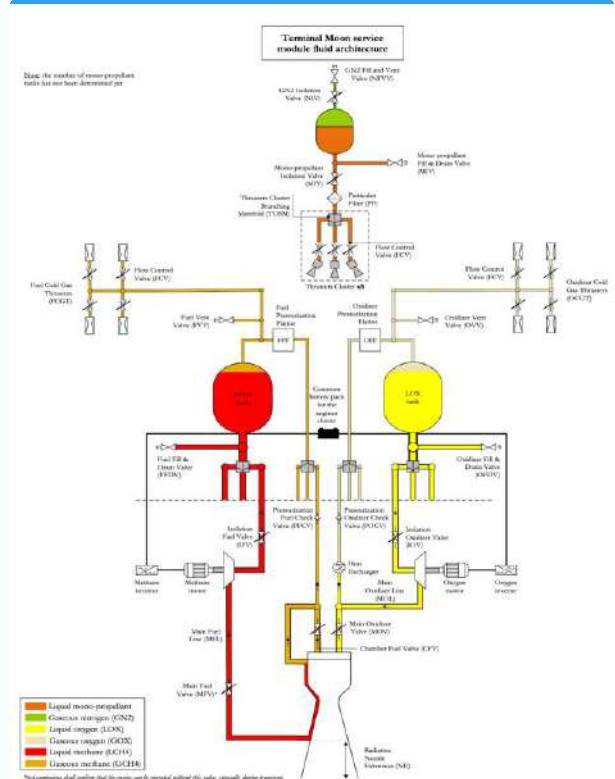 Terminal Moon service
module fluid architecture
Note: the number of mono-propellant
tanks has not been determined yet
GN2 Fill and Vent
Valve (NFVV)
GN2 Isolation
Valve (NIV)
Mono-propellant
Fill & Drain Valve
Mono-propellant
Isolation Valve
Particular
Filter (PF)
Thrusters Cluster
Branching
Manifold (TCBM)
Flow Control
Valve (FCV)
Thrusters Cluster x8
Flow Control
Valve (FCV)
Fuel Cold Gas
Thrusters
(FCGT)
Flow Control
Valve (FCV)
Oxidizer Cold
Gas Thrusters
(OCGT)
Fuel Vent
Valve (FVV)
Fuel
Pressurization
Plating
FPP
Oxidizer
Pressurization
OPP
Oxidizer Vent
Valve (OVV)
tank
LOX
tank
Common
battery pack
for the
engines
cluster
Fuel Fill &
Drain Valve
(FFDV)
Oxidizer Fill &
Drain Valve
(OFDV)
Pressurization
Fuel Check
Valve (PFCV)
Pressurization
Oxidizer Check
Valve (POCV)
Isolation
Fuel Valve
(IFV)
Isolation
Oxidizer Valve
(IOV)
Heat
Exchanger
Methane
inverter
Methane
motor
Oxygen
motor
Oxygen
inverter
Main
Oxidizer Line
(MOL)
Main Fuel
Line (MFL)
Main Oxidizer
Valve (MOV)
Chamber Fuel Valve (CFV)
Main Fuel
Valve (MFV)*
Radiative
Nozzle
Extension (NE)
Liquid mono-propellant
Gaseous nitrogen (GN2)
Liquid oxygen (LOX)
Gaseous oxygen (GOX)
Liquid methane (LCH4)
Gaseous methane (GCH4)